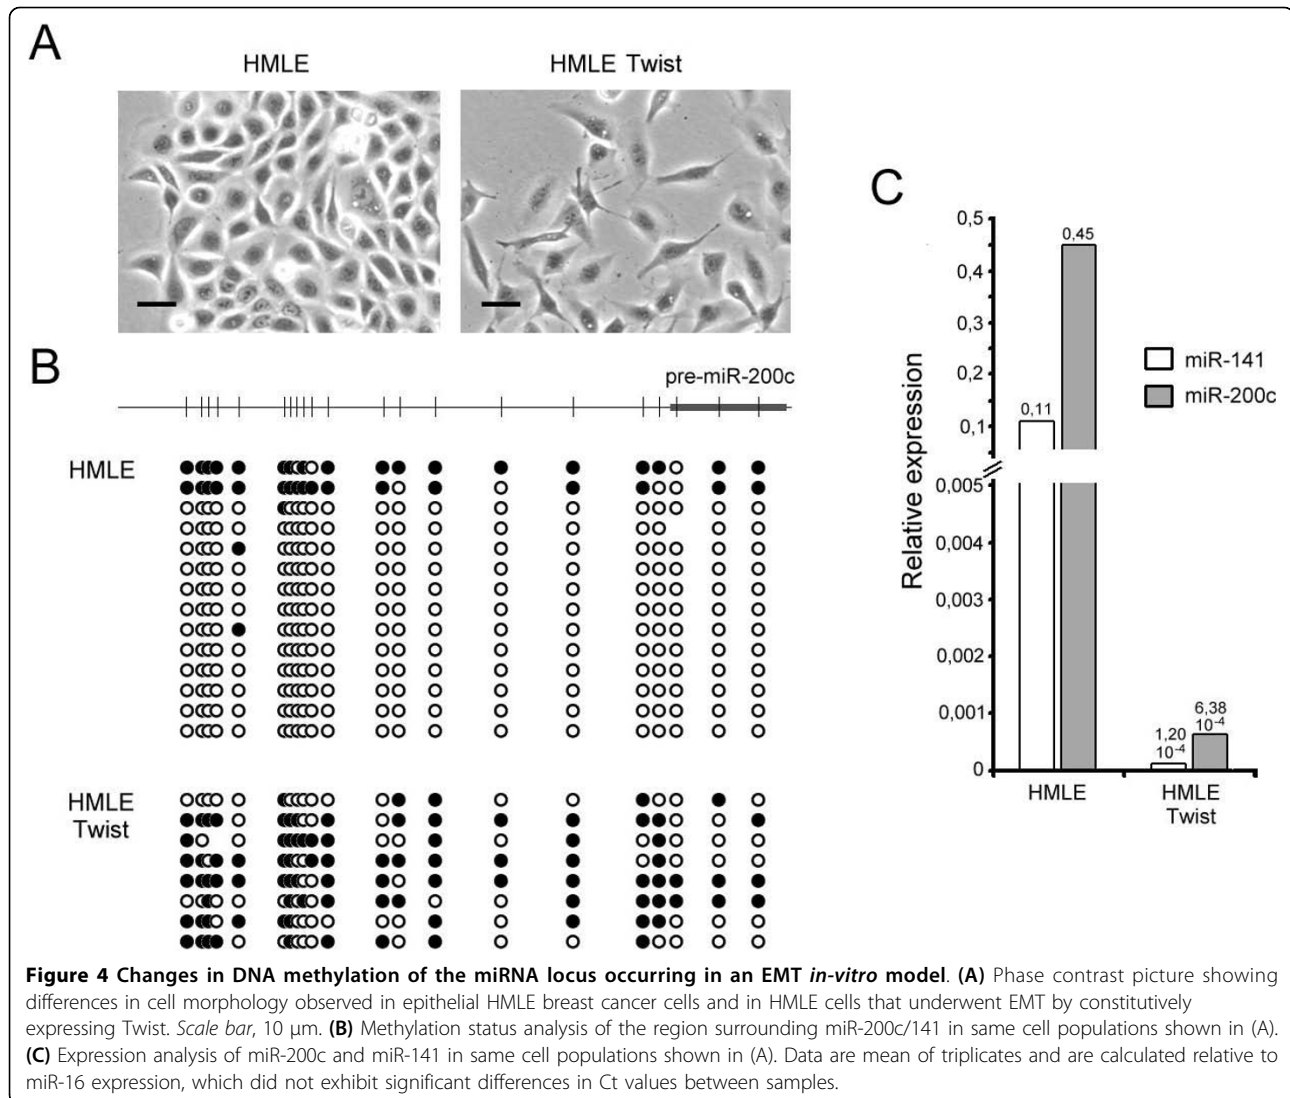 A
HMLE
HMLE Twist
B
pre-miR-200c
HMLE
HMLE
Twist
C
Relative expression
0,5
0,4
0,3
0,2
0,1
0,005
0,004
0,003
0,002
0,001
0
0,45
0,11
6,38
10-4
1,20
10-4
miR-141
miR-200c
HMLE
HMLE
Twist
Figure 4 Changes in DNA methylation of the miRNA locus occurring in an EMT in-vitro model. (A) Phase contrast picture showing
differences in cell morphology observed in epithelial HMLE breast cancer cells and in HMLE cells that underwent EMT by constitutively
expressing Twist. Scale bar, 10 μm. (B) Methylation status analysis of the region surrounding miR-200c/141 in same cell populations shown in (A).
(C) Expression analysis of miR-200c and miR-141 in same cell populations shown in (A). Data are mean of triplicates and are calculated relative to
miR-16 expression, which did not exhibit significant differences in Ct values between samples.